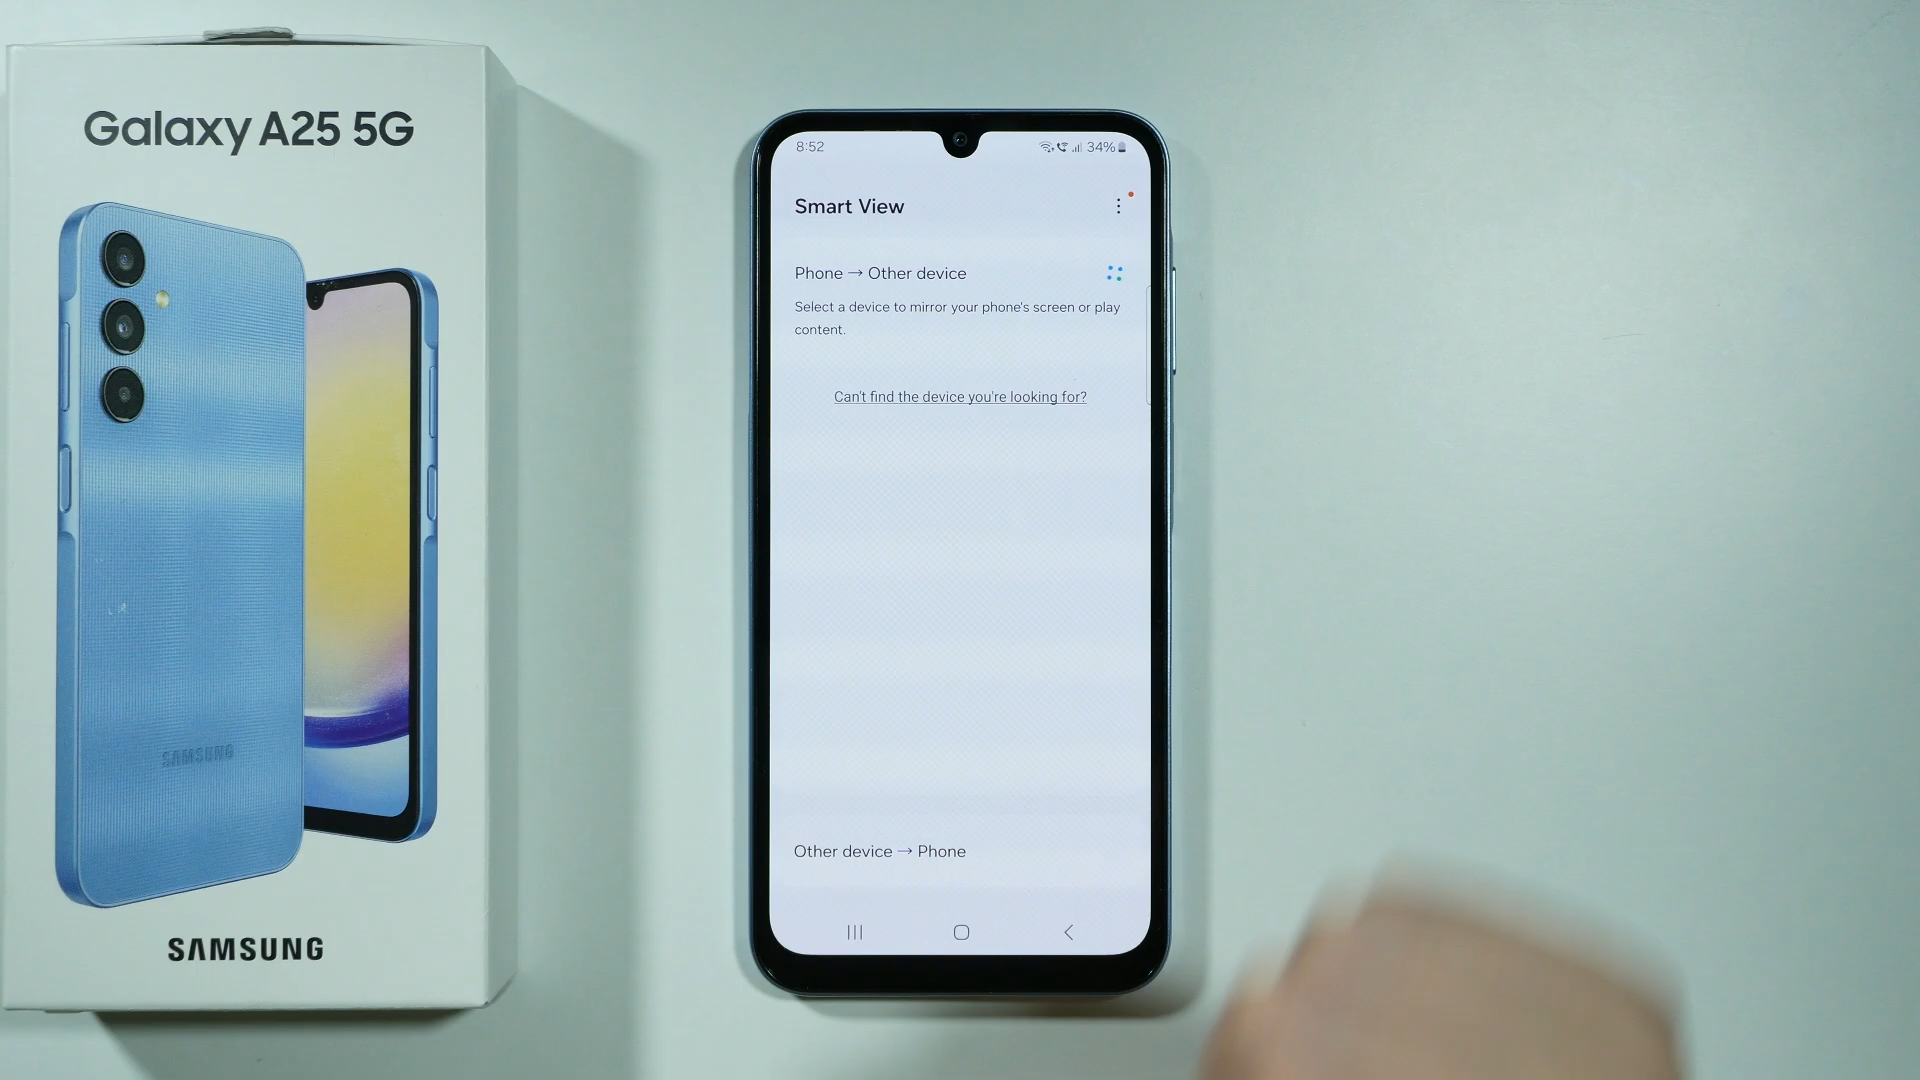 Galaxy A25 5G
SAMSUNG
SAMSUNG
8:52
34%
Smart View
Phone → Other device
Select a device to mirror your phone's screen or play
content.
Can't find the device you're looking for?
Other device → Phone